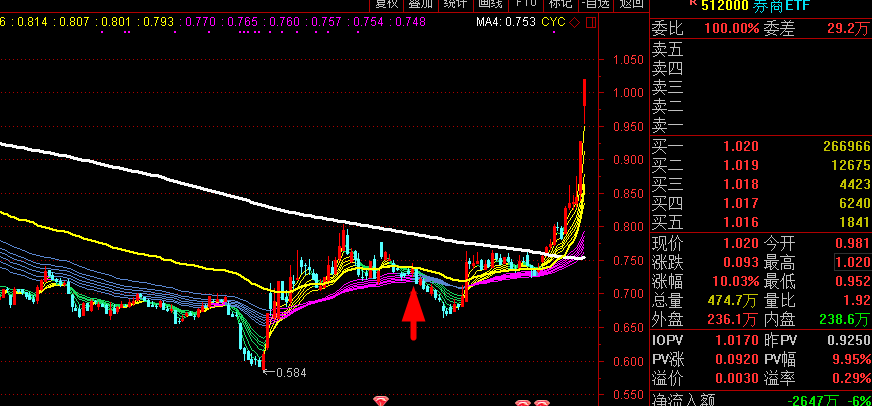 复权 叠加 统计 画线 F10 标记 -自选 返回
6 : 0.814 : 0.807 : 0.801 : 0.793 : 0.770 : 0.765 : 0.760 : 0.757 : 0.754 : 0.748 MA4: 0.753 CYC
1.050
1.000
0.950
0.900
0.850
0.800
0.750
0.700
0.650
0.600
0.550
0.584
R 512000 券商ETF
委比 100.00% 委差 29.2万
卖五
卖四
卖三
卖二
卖一
买一 1.020 266966
买二 1.019 12675
买三 1.018 4423
买四 1.017 6240
买五 1.016 1841
现价 1.020 今开 0.981
涨跌 0.093 最高 1.020
涨幅 10.03% 最低 0.952
总量 474.7万 量比 1.92
外盘 236.1万 内盘 238.6万
IOPV 1.0170 昨PV 0.9250
PV涨 0.0920 PV幅 9.95%
溢价 0.0030 溢率 0.29%
净流入额 -2647万 -6%